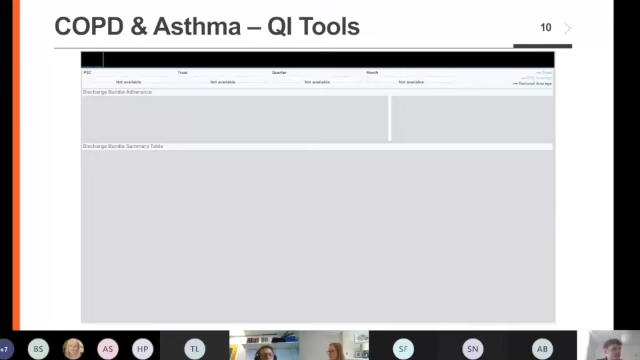 COPD & Asthma – QI Tools
10
PSC Trust Quarter Month
Not available Not available Not available Not available
National Average
Discharge Bundle Adherence
Discharge Bundle Summary Table
+7 BS AS HP TL SF SN AB